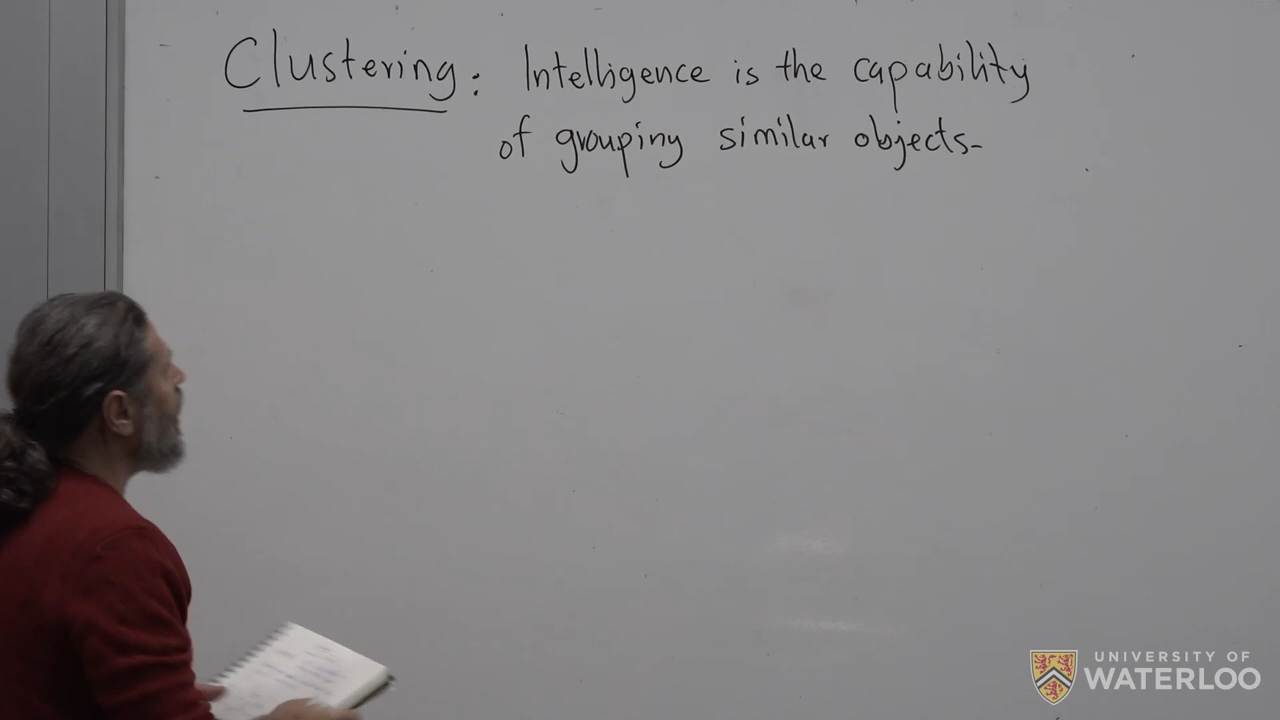 Clustering: Intelligence is the capability
of grouping similar objects-
UNIVERSITY OF
WATERLOO